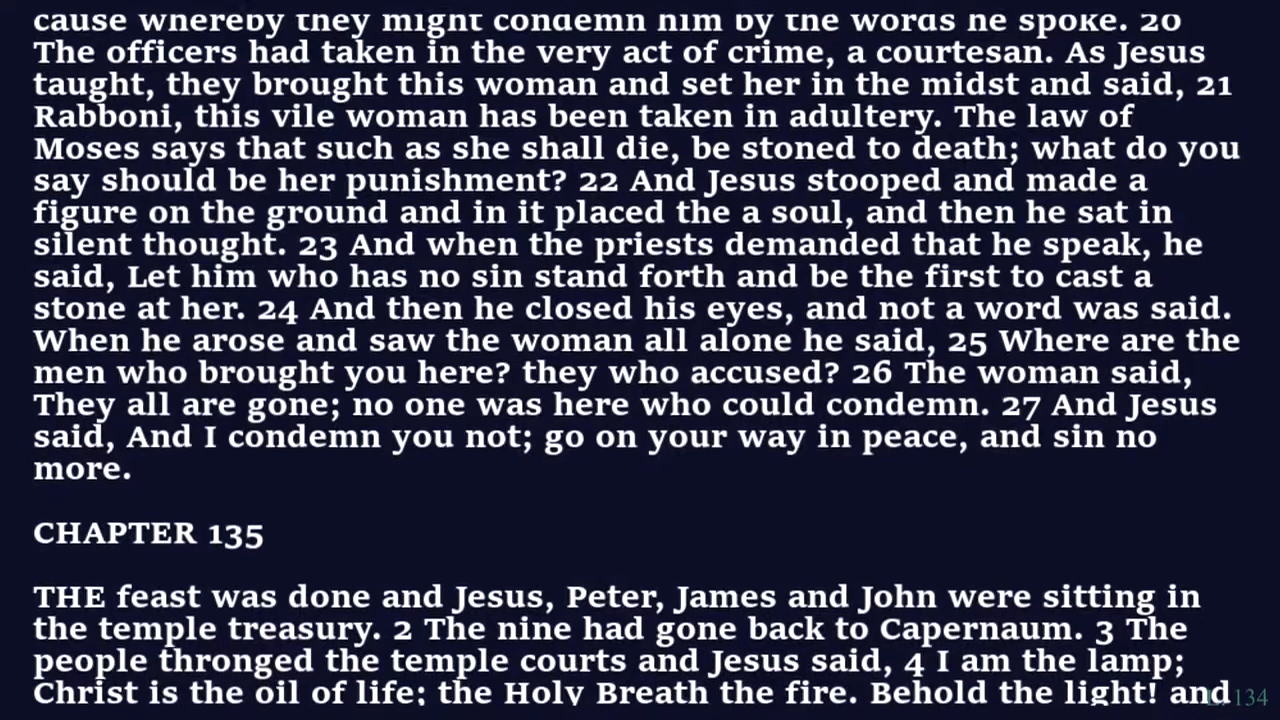 cause whereby they might condemn him by the words he spoke. 20
The officers had taken in the very act of crime, a courtesan. As Jesus
taught, they brought this woman and set her in the midst and said, 21
Rabboni, this vile woman has been taken in adultery. The law of
Moses says that such as she shall die, be stoned to death; what do you
say should be her punishment? 22 And Jesus stooped and made a
figure on the ground and in it placed the a soul, and then he sat in
silent thought. 23 And when the priests demanded that he speak, he
said, Let him who has no sin stand forth and be the first to cast a
stone at her. 24 And then he closed his eyes, and not a word was said.
When he arose and saw the woman all alone he said, 25 Where are the
men who brought you here? they who accused? 26 The woman said,
They all are gone; no one was here who could condemn. 27 And Jesus
said, And I condemn you not; go on your way in peace, and sin no
more.
CHAPTER 135
THE feast was done and Jesus, Peter, James and John were sitting in
the temple treasury. 2 The nine had gone back to Capernaum. 3 The
people thronged the temple courts and Jesus said, 4 I am the lamp;
Christ is the oil of life; the Holy Breath the fire. Behold the light! and
134